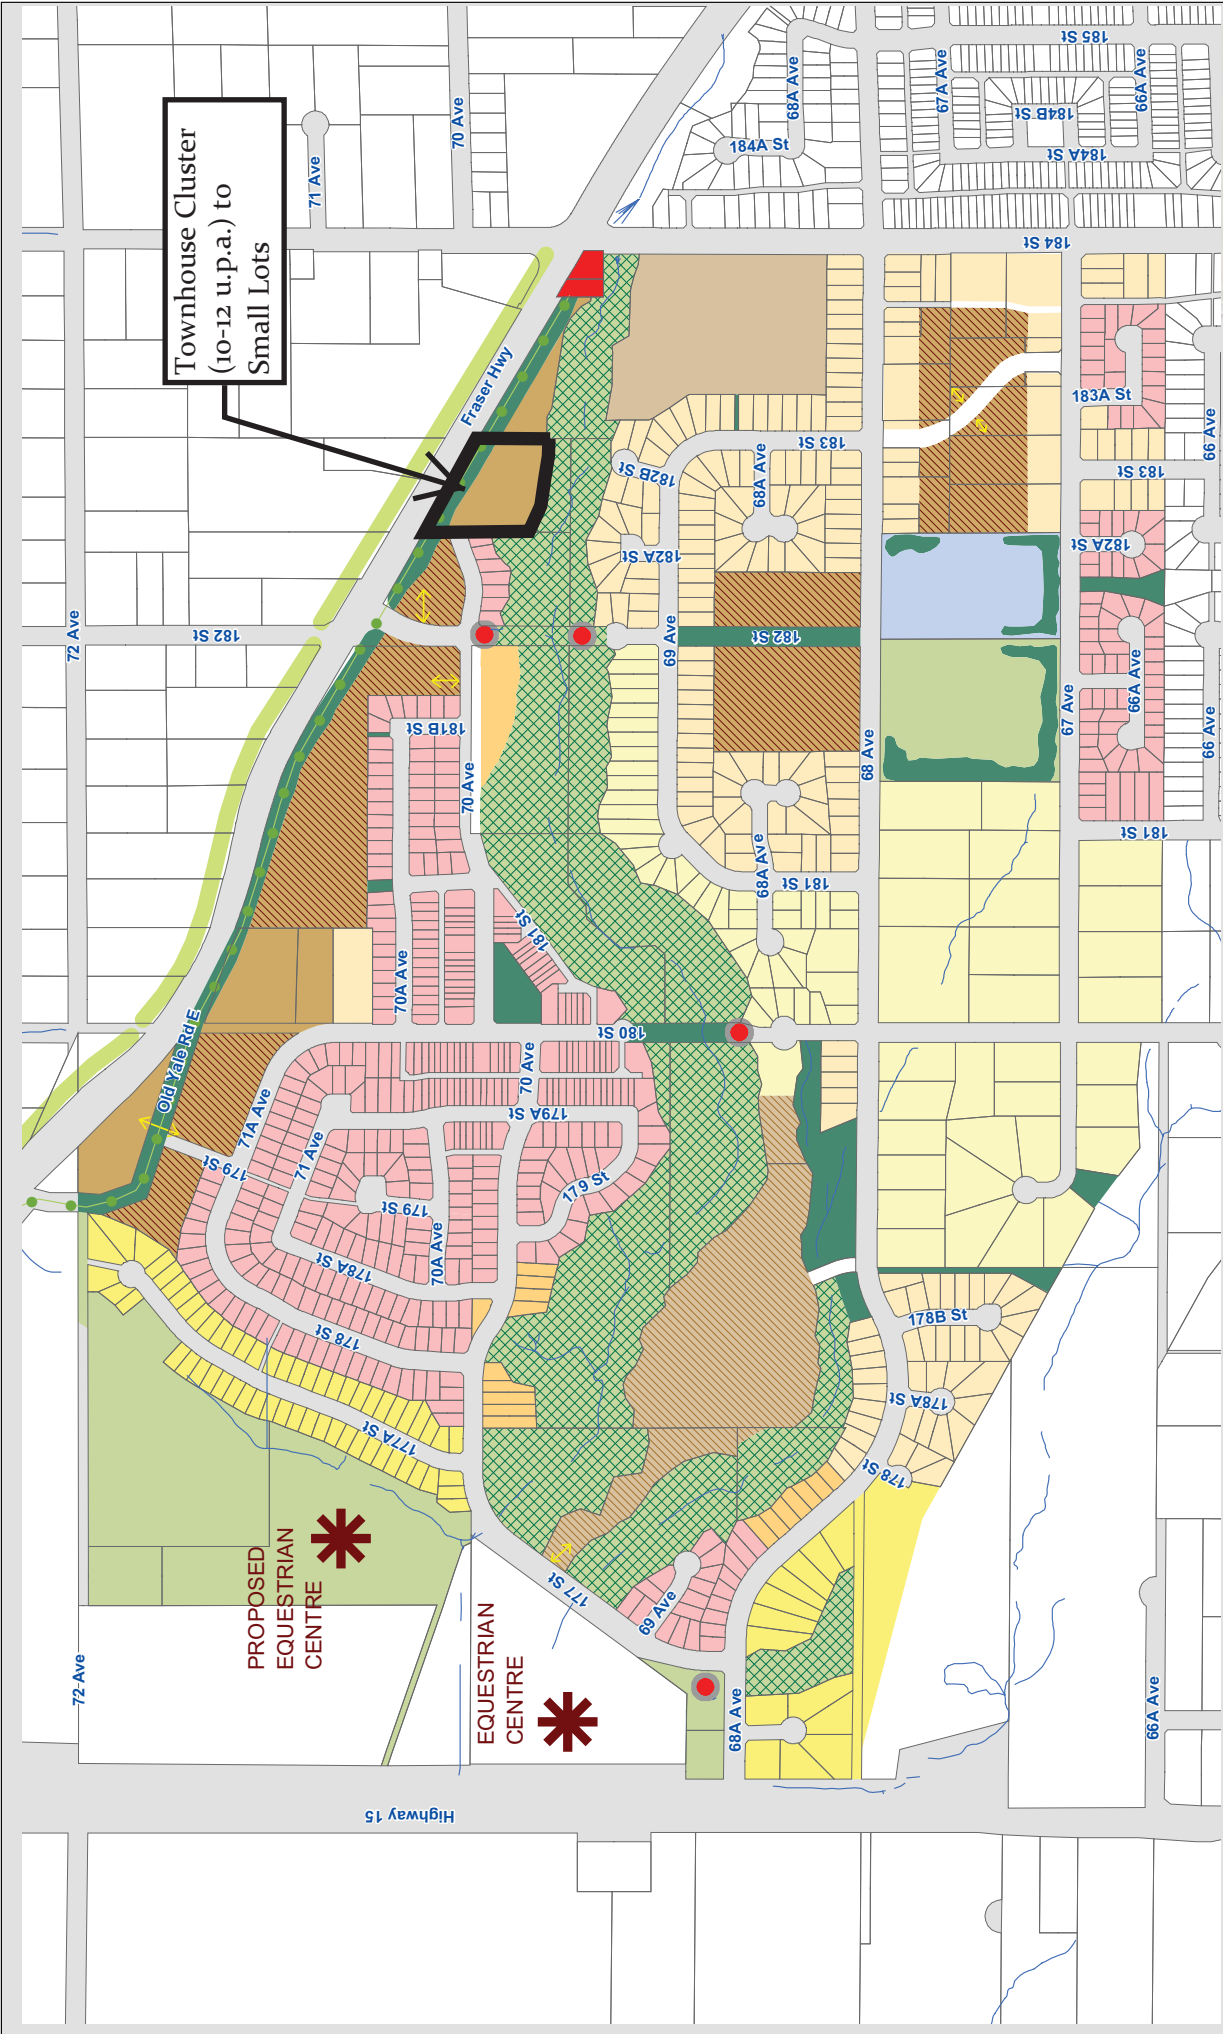 Townhouse Cluster
(10-12 u.p.a.) to
Small Lots
71 Ave
70 Ave
68A Ave
184A St
67A Ave
185 St
66A Ave
184B St
184A St
184 St
Fraser Hwy
72 Ave
182 St
182B St
68A Ave
183 St
183A St
183 St
66 Ave
182A St
182A St
69 Ave
182 St
67 Ave
66A Ave
66 Ave
181B St
70 Ave
68 Ave
181 St
68A Ave
181 St
181 St
70A Ave
180 St
Old Yale Rd E
71A Ave
70 Ave
179A St
71 Ave
179 St
179 St
179 St
70A Ave
178A St
178 St
177A St
178B St
178A St
178 St
PROPOSED
EQUESTRIAN
CENTRE
177 St
69 Ave
EQUESTRIAN
CENTRE
72 Ave
68A Ave
66A Ave
Highway 15